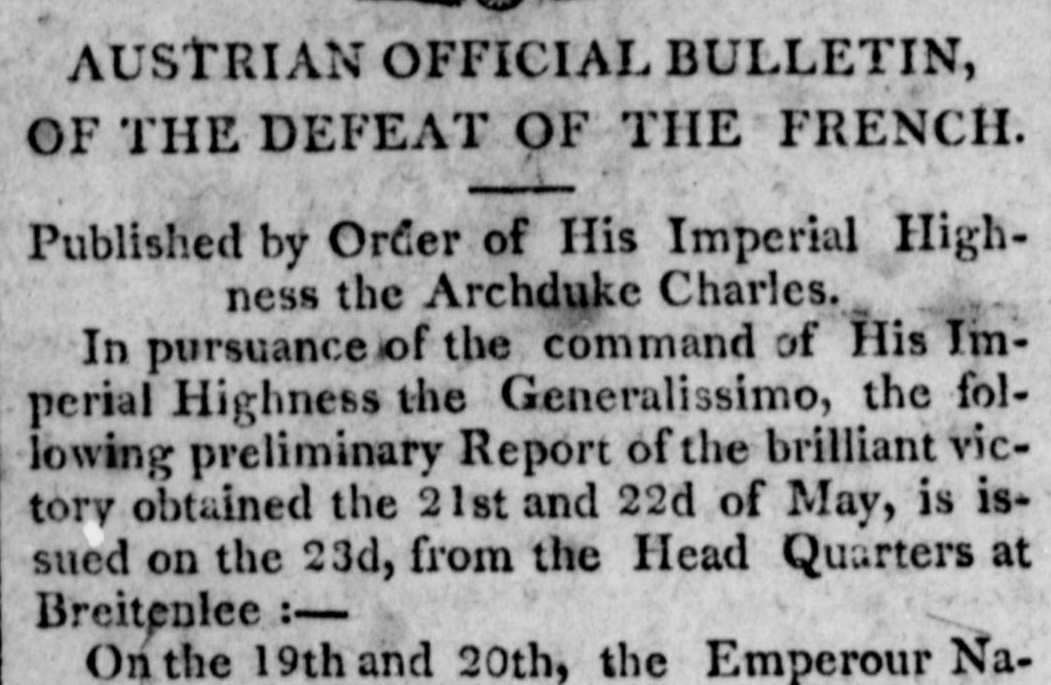 AUSTRIAN OFFICIAL BULLETIN,
OF THE DEFEAT OF THE FRENCH.
Published by Order of His Imperial High-
ness the Archduke Charles.
In pursuance of the command of His Im-
perial Highness the Generalissimo, the fol-
lowing preliminary Report of the brilliant vic-
tory obtained the 21st and 22d of May, is is-
sued on the 23d, from the Head Quarters at
Breitenlee :—
On the 19th and 20th, the Emperour Na-